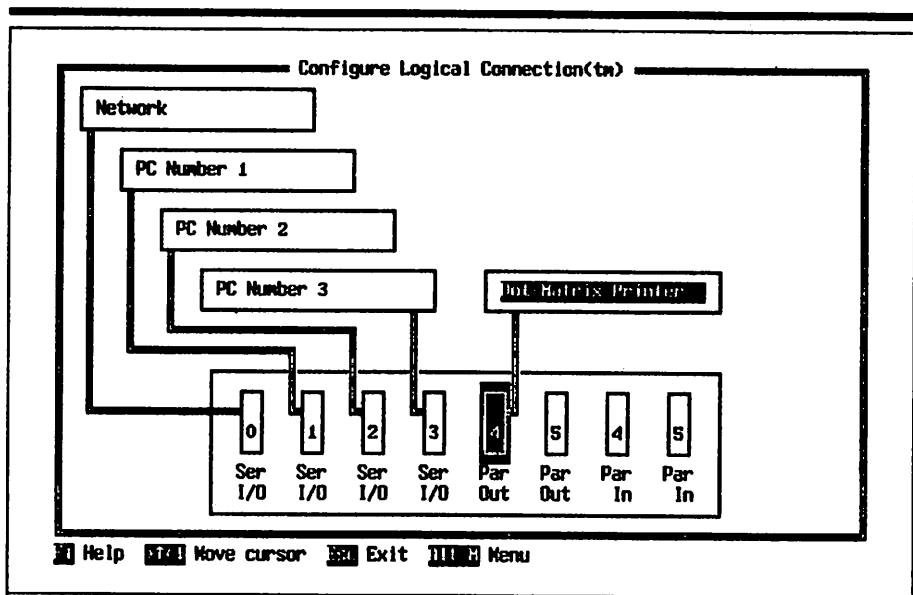 Configure Logical Connection(tm)
Network
PC Number 1
PC Number 2
PC Number 3
Dot Matrix Printer
0 1 2 3 4 5 4 5
Ser Ser Ser Ser Par Par Par Par
I/O I/O I/O I/O Out Out In In
Help Move cursor Exit Menu